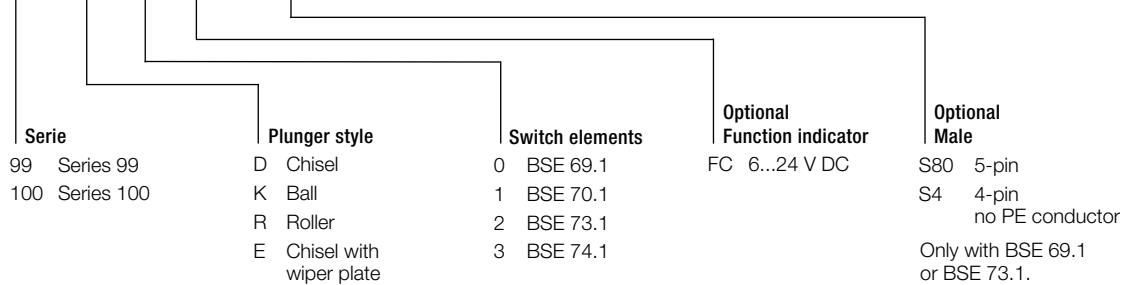 Serie
99 Series 99
100 Series 100
Plunger style
D Chisel
K Ball
R Roller
E Chisel with
wiper plate
Switch elements
0 BSE 69.1
1 BSE 70.1
2 BSE 73.1
3 BSE 74.1
Optional
Function indicator
FC 6...24 V DC
Optional
Male
S80 5-pin
S4 4-pin
no PE conductor
Only with BSE 69.1
or BSE 73.1.